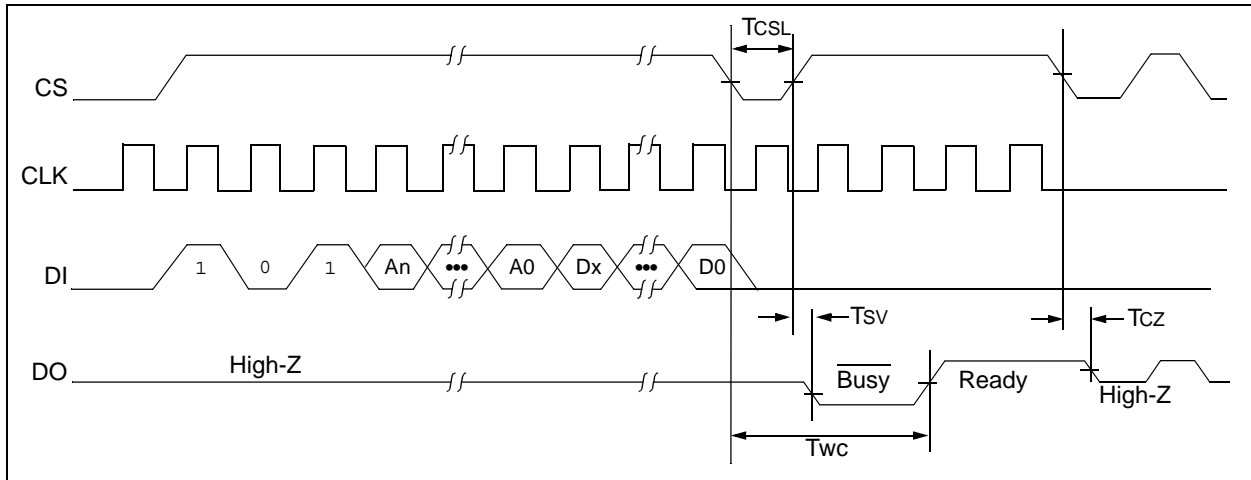 TCSL
CS
CLK
DI
1 0 1 An ••• A0 Dx ••• D0
TSV
TCZ
DO
High-Z
Busy
Ready
High-Z
Twc